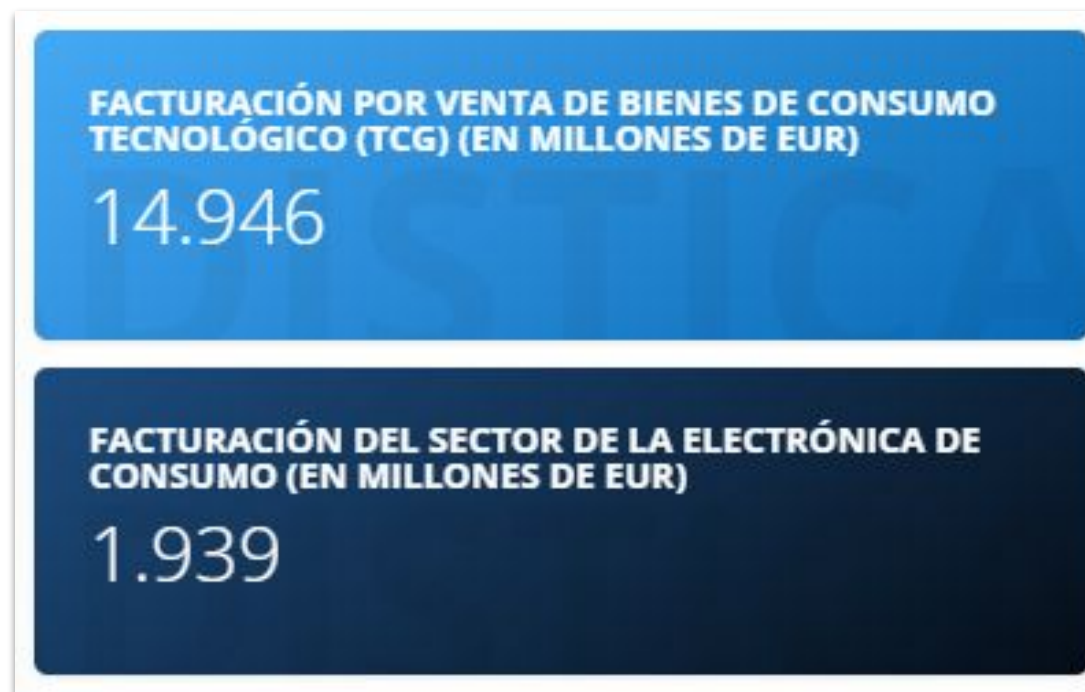 FACTURACIÓN POR VENTA DE BIENES DE CONSUMO
TECNOLÓGICO (TCG) (EN MILLONES DE EUR)
14.946
DISTICA
FACTURACIÓN DEL SECTOR DE LA ELECTRÓNICA DE
CONSUMO (EN MILLONES DE EUR)
1.939